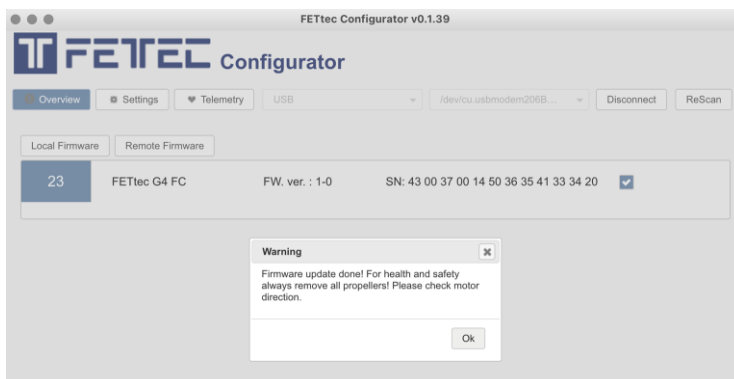 FETtec Configurator v0.1.39
FETTEC Configurator
Overview Settings Telemetry USB /dev/cu.usbmodem206B... Disconnect ReScan
Local Firmware Remote Firmware
23 FETtec G4 FC FW. ver. : 1-0 SN: 43 00 37 00 14 50 36 35 41 33 34 20
Warning
Firmware update done! For health and safety
always remove all propellers! Please check motor
direction.
Ok